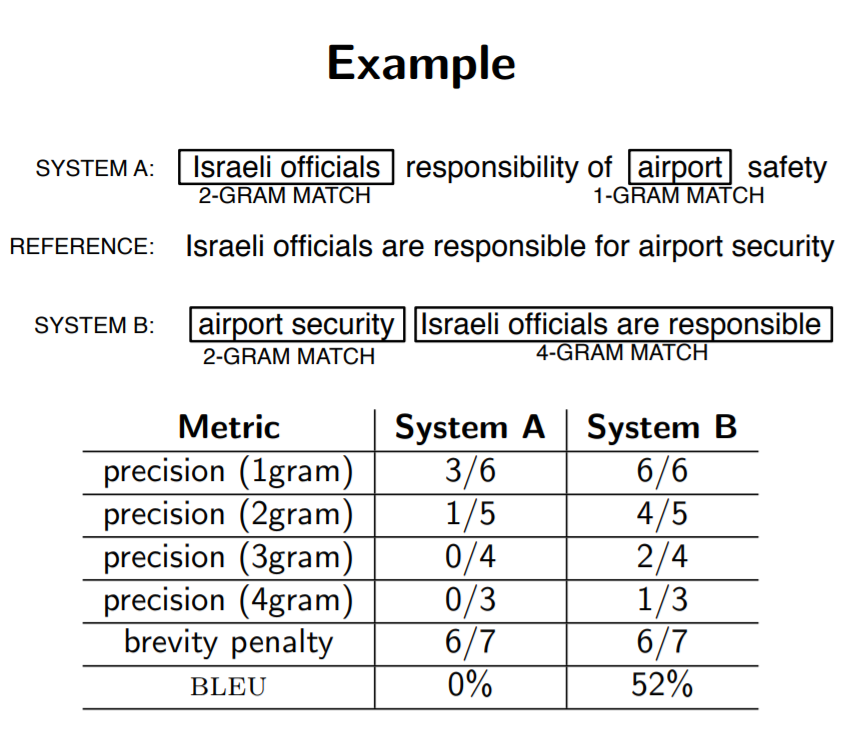 Example
SYSTEM A: Israeli officials responsibility of airport safety
2-GRAM MATCH 1-GRAM MATCH
REFERENCE: Israeli officials are responsible for airport security
SYSTEM B: airport security Israeli officials are responsible
2-GRAM MATCH 4-GRAM MATCH
Metric System A System B
precision (1gram) 3/6 6/6
precision (2gram) 1/5 4/5
precision (3gram) 0/4 2/4
precision (4gram) 0/3 1/3
brevity penalty 6/7 6/7
BLEU 0% 52%